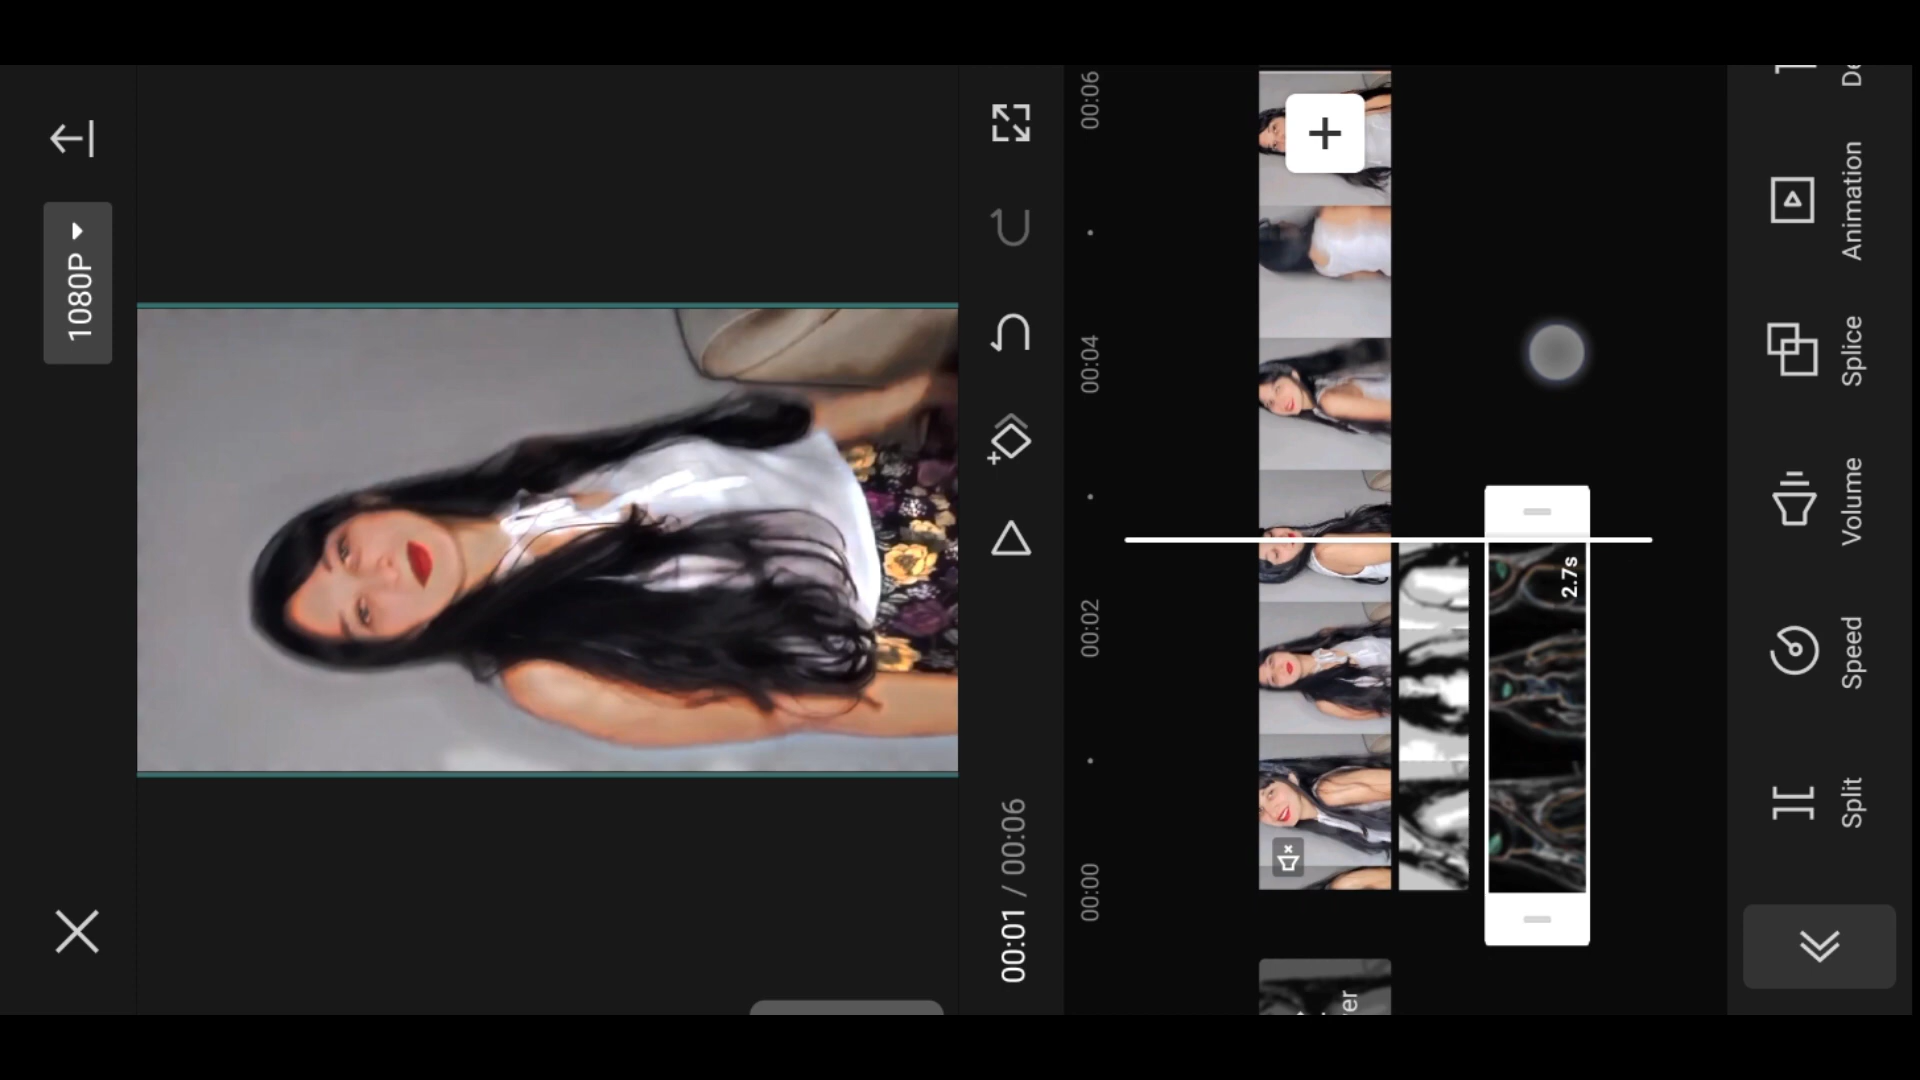 1080P
00:01 / 00:06
00:00
00:02
00:04
00:06
2.7s
Split
Speed
Volume
Splice
Animation